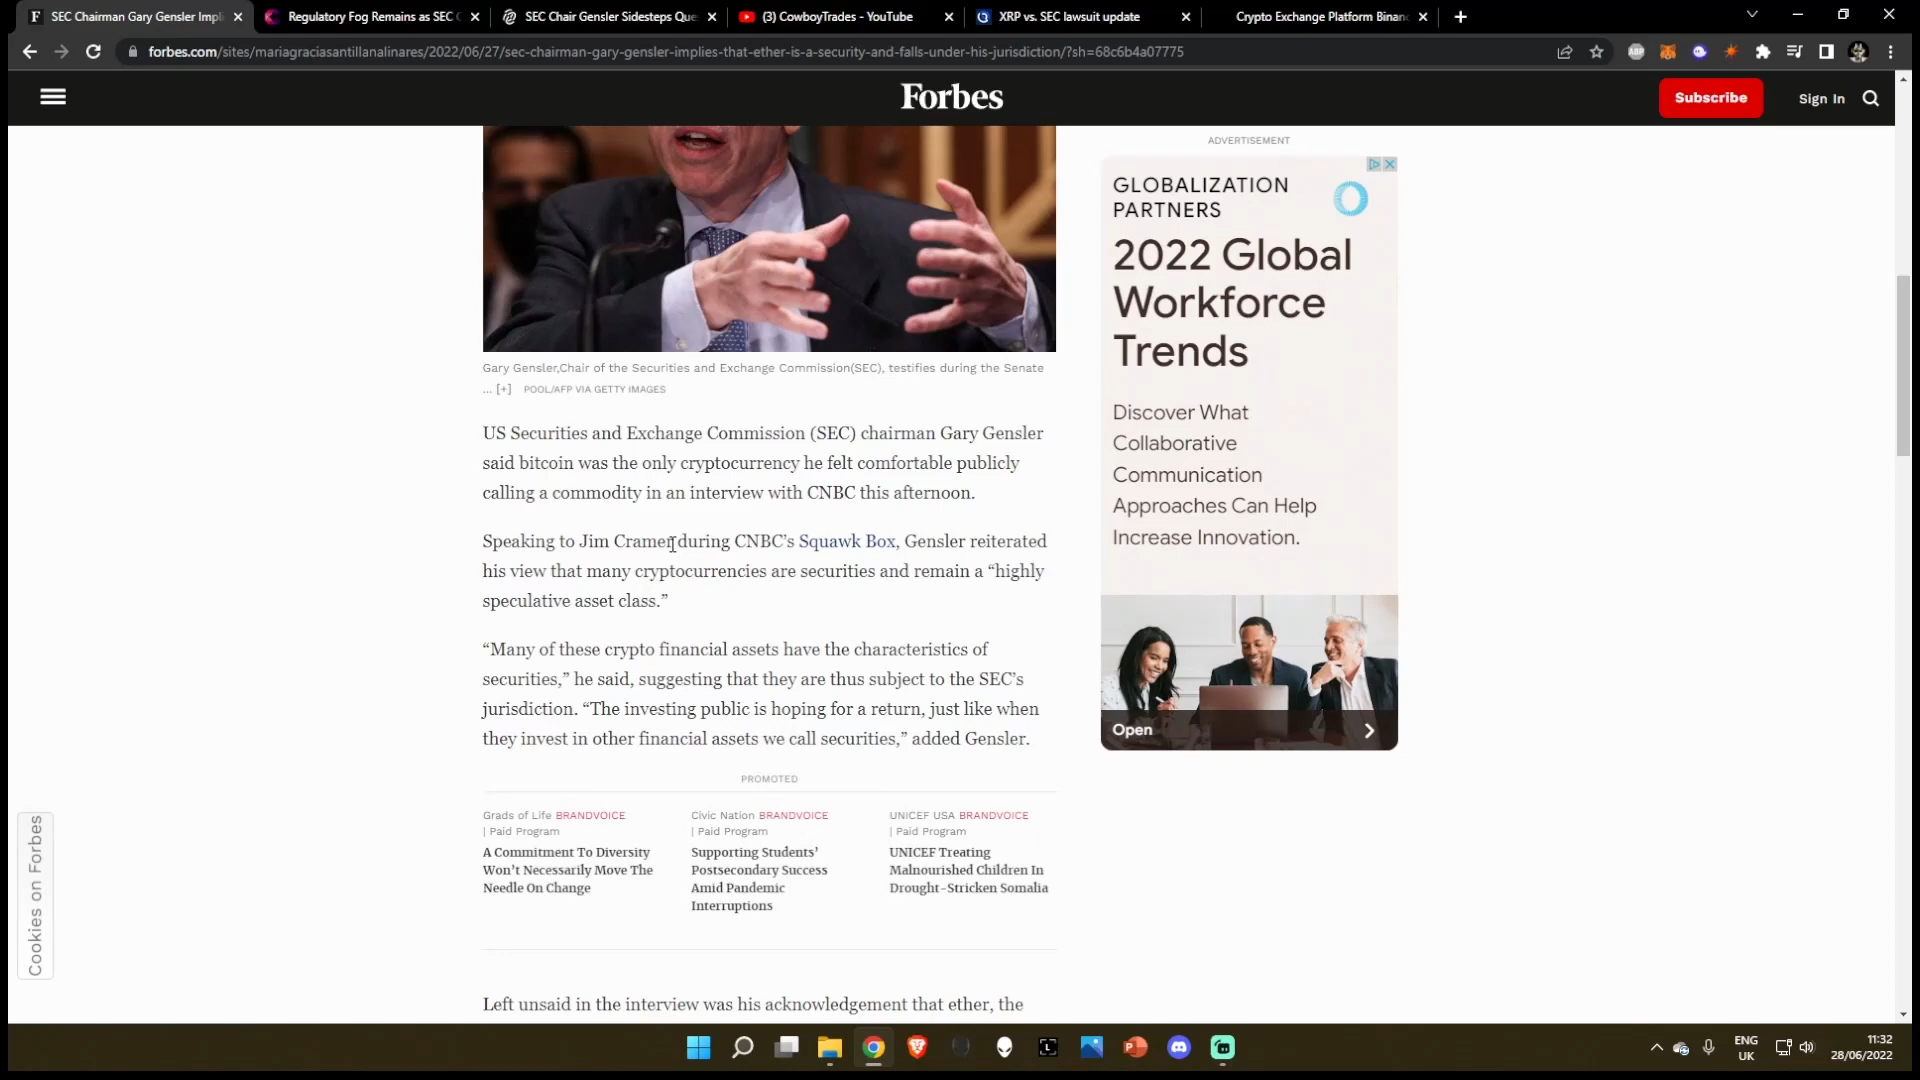 SEC Chairman Gary Gensler Impl
Regulatory Fog Remains as SEC C
SEC Chair Gensler Sidesteps Que
(3) CowboyTrades - YouTube
XRP vs. SEC lawsuit update
Crypto Exchange Platform Binan
forbes.com/sites/mariagraciasantillanalinares/2022/06/27/sec-chairman-gary-gensler-implies-that-ether-is-a-security-and-falls-under-his-jurisdiction/?sh=68c6b4a07775
ABP
Forbes
Subscribe
Sign In
ADVERTISEMENT
GLOBALIZATION
PARTNERS
2022 Global
Workforce
Trends
Discover What
Collaborative
Communication
Approaches Can Help
Increase Innovation.
Open
Gary Gensler,Chair of the Securities and Exchange Commission(SEC), testifies during the Senate
... [+] POOL/AFP VIA GETTY IMAGES
US Securities and Exchange Commission (SEC) chairman Gary Gensler
said bitcoin was the only cryptocurrency he felt comfortable publicly
calling a commodity in an interview with CNBC this afternoon.
Speaking to Jim Cramer during CNBC’s Squawk Box, Gensler reiterated
his view that many cryptocurrencies are securities and remain a “highly
speculative asset class.”
“Many of these crypto financial assets have the characteristics of
securities,” he said, suggesting that they are thus subject to the SEC’s
jurisdiction. “The investing public is hoping for a return, just like when
they invest in other financial assets we call securities,” added Gensler.
PROMOTED
Grads of Life BRANDVOICE
| Paid Program
A Commitment To Diversity
Won’t Necessarily Move The
Needle On Change
Civic Nation BRANDVOICE
| Paid Program
Supporting Students’
Postsecondary Success
Amid Pandemic
Interruptions
UNICEF USA BRANDVOICE
| Paid Program
UNICEF Treating
Malnourished Children In
Drought-Stricken Somalia
Left unsaid in the interview was his acknowledgement that ether, the
Cookies on Forbes
ENG
UK
11:32
28/06/2022